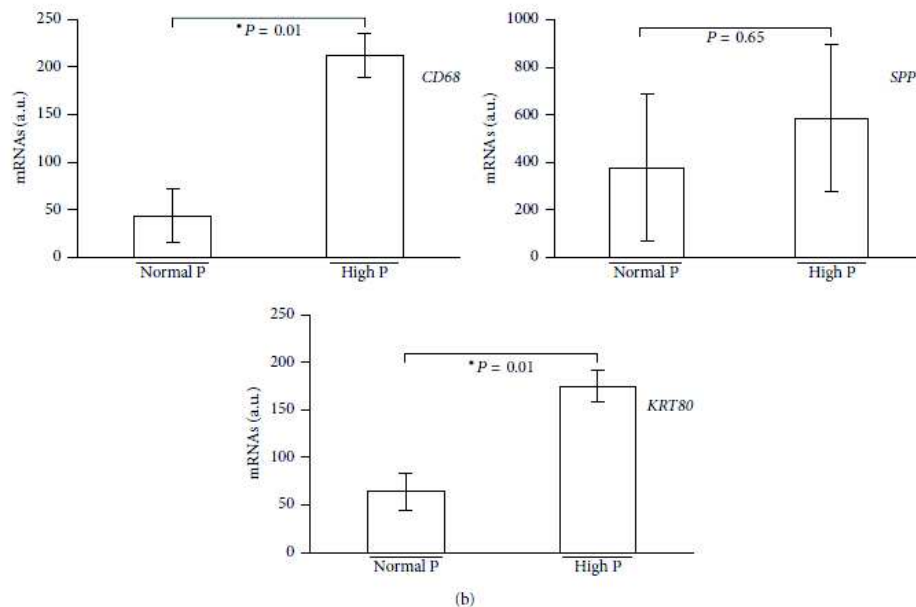 250
200
150
100
50
0
mRNAs (a.u.)
*P = 0.01
CD68
Normal P
High P
1000
800
600
400
200
0
mRNAs (a.u.)
P = 0.65
SPP
Normal P
High P
250
200
150
100
50
0
mRNAs (a.u.)
*P = 0.01
KRT80
Normal P
High P
(b)